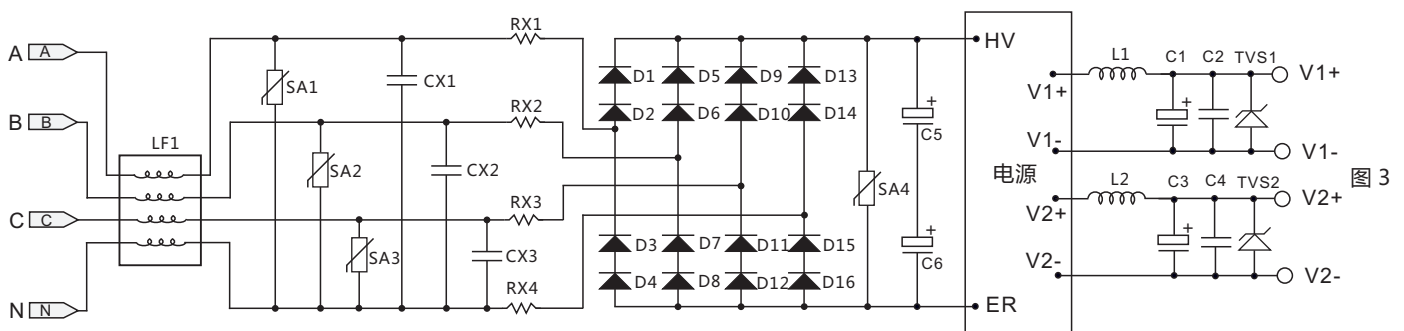 A
A
B
B
C
C
N
N
LF1
SA1
SA2
SA3
CX1
CX2
CX3
RX1
RX2
RX3
RX4
D1
D2
D3
D4
D5
D6
D7
D8
D9
D10
D11
D12
D13
D14
D15
D16
SA4
+
C5
+
C6
HV
ER
电源
V1+
V1-
V2+
V2-
L1
C1
+
C2
TVS1
V1+
V1-
L2
C3
+
C4
TVS2
V2+
V2-
图 3